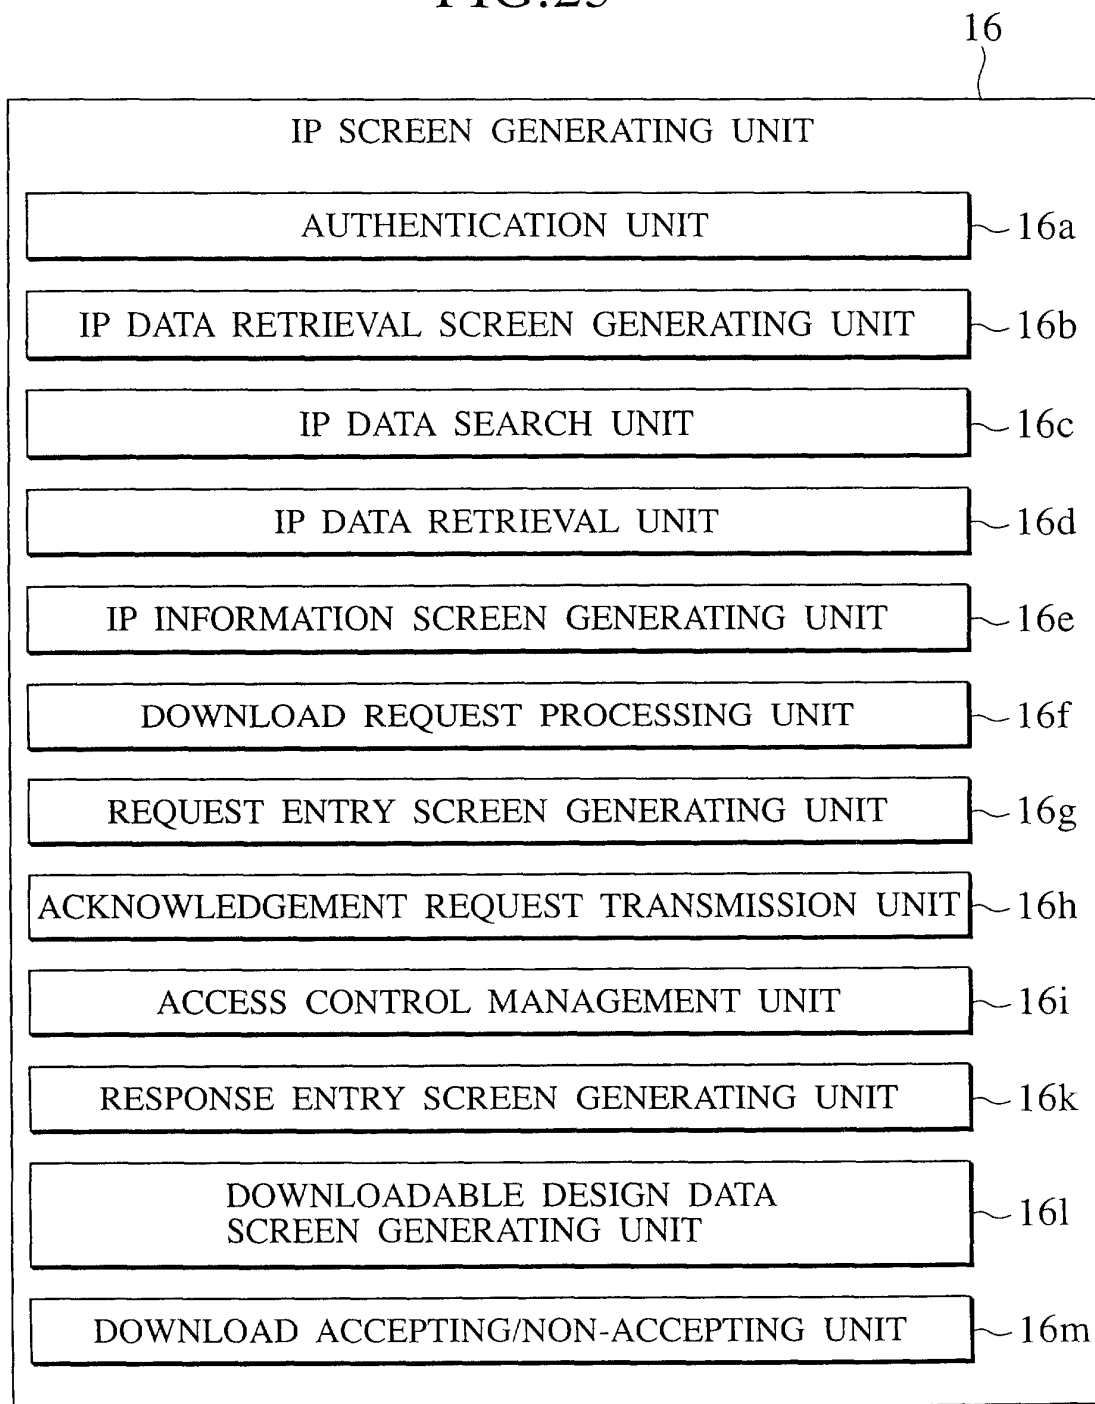 FIG.25
16
IP SCREEN GENERATING UNIT
AUTHENTICATION UNIT
16a
IP DATA RETRIEVAL SCREEN GENERATING UNIT
16b
IP DATA SEARCH UNIT
16c
IP DATA RETRIEVAL UNIT
16d
IP INFORMATION SCREEN GENERATING UNIT
16e
DOWNLOAD REQUEST PROCESSING UNIT
16f
REQUEST ENTRY SCREEN GENERATING UNIT
16g
ACKNOWLEDGEMENT REQUEST TRANSMISSION UNIT
16h
ACCESS CONTROL MANAGEMENT UNIT
16i
RESPONSE ENTRY SCREEN GENERATING UNIT
16k
DOWNLOADABLE DESIGN DATA
SCREEN GENERATING UNIT
16l
DOWNLOAD ACCEPTING/NON-ACCEPTING UNIT
16m